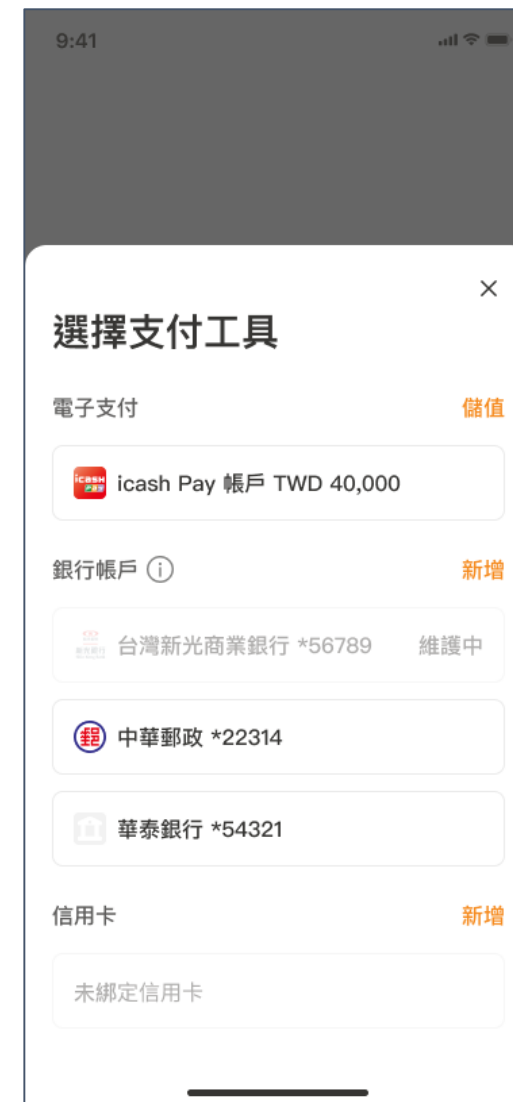 9:41
選擇支付工具
電子支付 儲值
icash Pay 帳戶 TWD 40,000
銀行帳戶 新增
台灣新光商業銀行 *56789 維護中
中華郵政 *22314
華泰銀行 *54321
信用卡 新增
未綁定信用卡